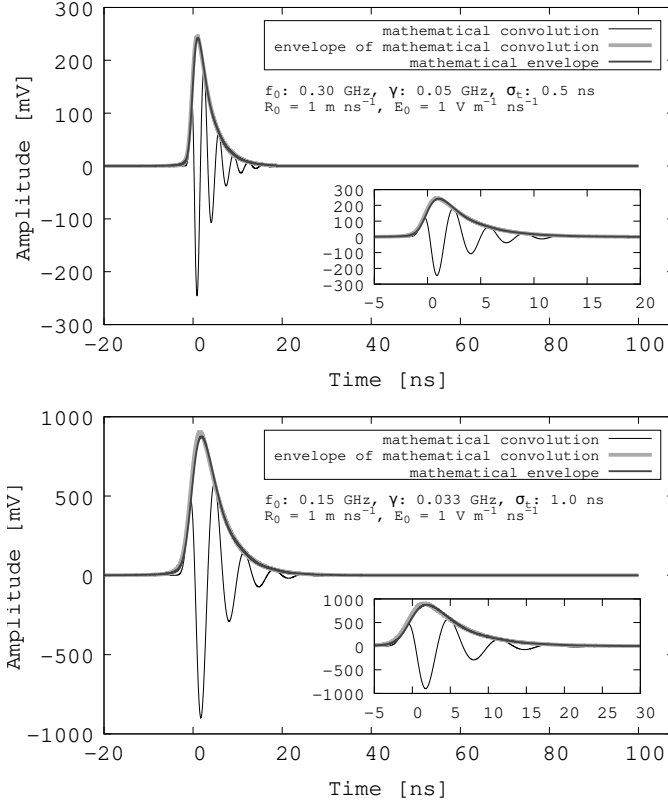 300
200
100
0
−100
−200
−300
Amplitude [mV]
mathematical convolution
envelope of mathematical convolution
mathematical envelope
f₀: 0.30 GHz, γ: 0.05 GHz, σₜ: 0.5 ns
R₀ = 1 m ns⁻¹, E₀ = 1 V m⁻¹ ns⁻¹
300
200
100
0
−100
−200
−300
−5 0 5 10 15 20
−20 0 20 40 60 80 100
Time [ns]
1000
500
0
−500
−1000
Amplitude [mV]
mathematical convolution
envelope of mathematical convolution
mathematical envelope
f₀: 0.15 GHz, γ: 0.033 GHz, σₜ: 1.0 ns
R₀ = 1 m ns⁻¹, E₀ = 1 V m⁻¹ ns⁻¹
1000
500
0
−500
−1000
−5 0 5 10 15 20 25 30
−20 0 20 40 60 80 100
Time [ns]